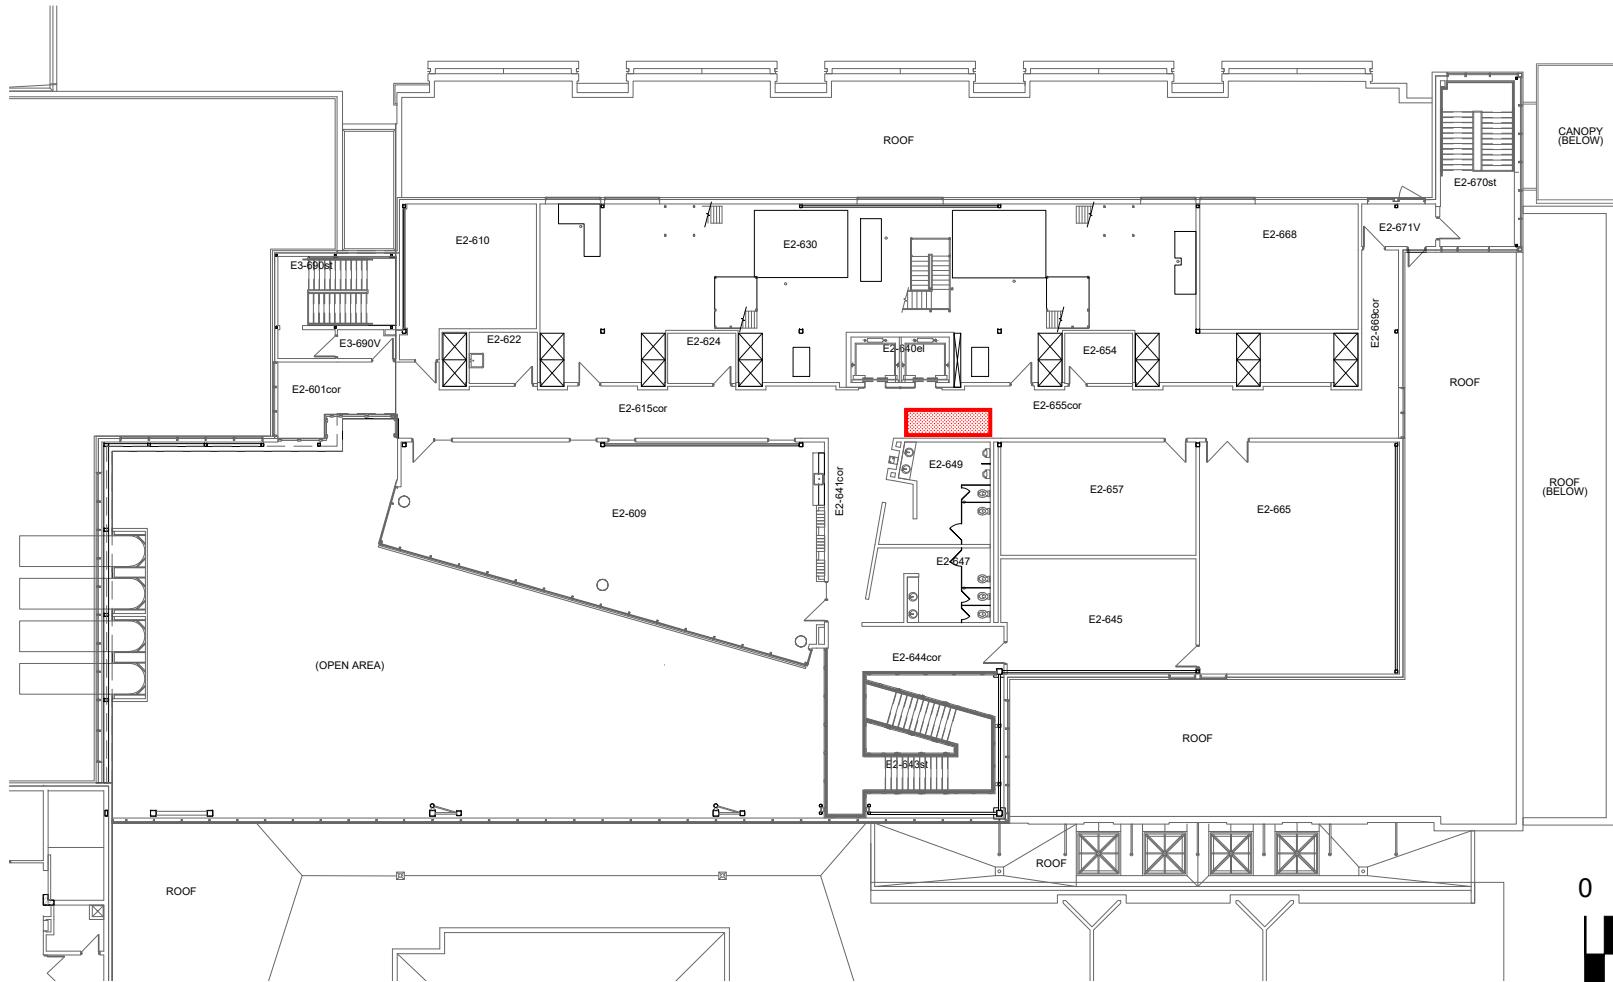 ROOF
CANOPY
(BELOW)
E2-670st
E2-671V
E2-610
E2-630
E2-668
E3-690st
E2-622
E2-624
E2-640el
E2-654
E3-690V
E2-669cor
E2-601cor
E2-615cor
E2-655cor
ROOF
E2-649
E2-641cor
E2-657
E2-665
ROOF
(BELOW)
E2-609
E2-647
E2-645
(OPEN AREA)
E2-644cor
ROOF
E2-643st
ROOF
ROOF
0